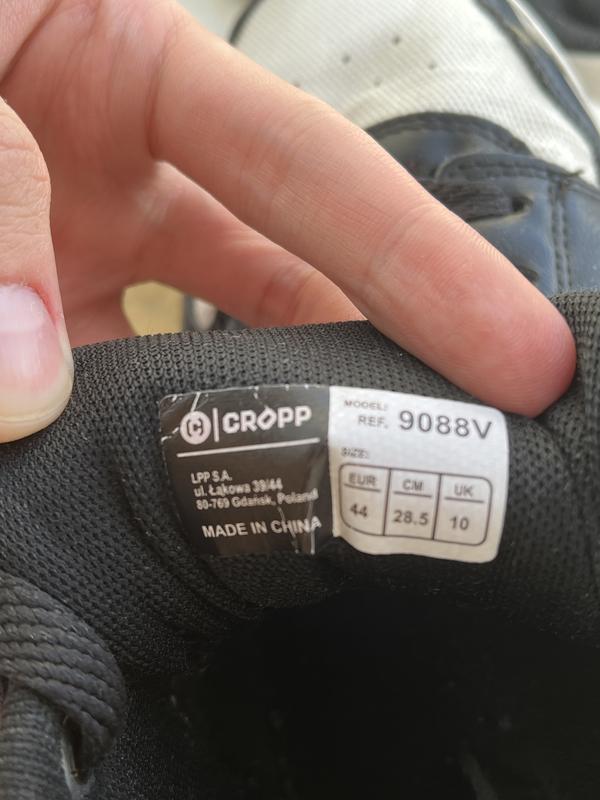 C | CROPP
LPP S.A.
ul. Łąkowa 39/44
80-769 Gdańsk, Poland
MADE IN CHINA
MODEL:
REF. 9088V
SIZE:
EUR CM UK
44 28.5 10